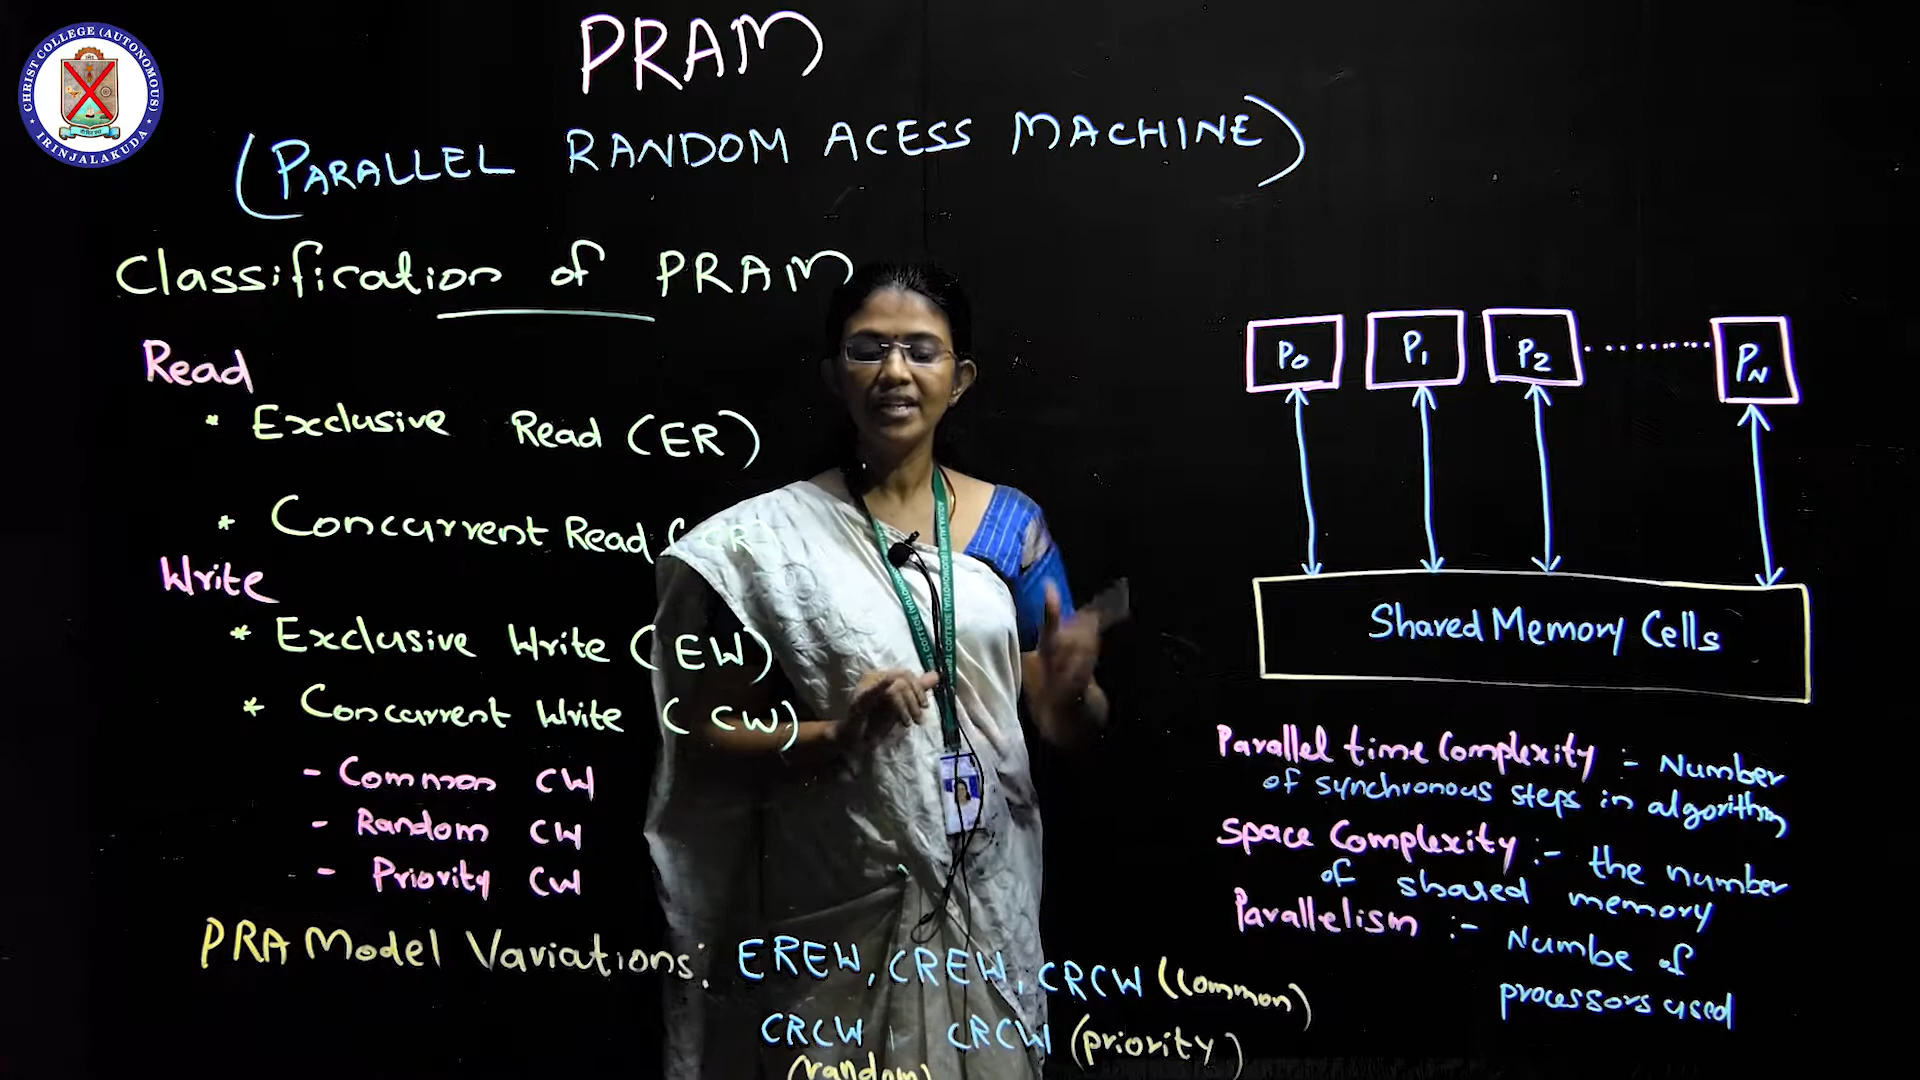 CHRIST COLLEGE (AUTONOMOUS)
IRINJALAKUDA
PRAM
(PARALLEL RANDOM ACESS MACHINE)
Classification of PRAM
Read
* Exclusive Read (ER)
* Concurrent Read (CR)
Write
* Exclusive Write (EW)
* Concurrent Write (CW)
- Common CW
- Random CW
- Priority CW
PRA Model Variations: EREW, CREW, CRCW (common)
CRCW, CRCW (priority)
(random)
P0 P1 P2 ......... PN
Shared Memory Cells
Parallel time Complexity :- Number
of synchronous steps in algorithm
Space Complexity :- the number
of shared memory
Parallelism :- Numbe of
processors used